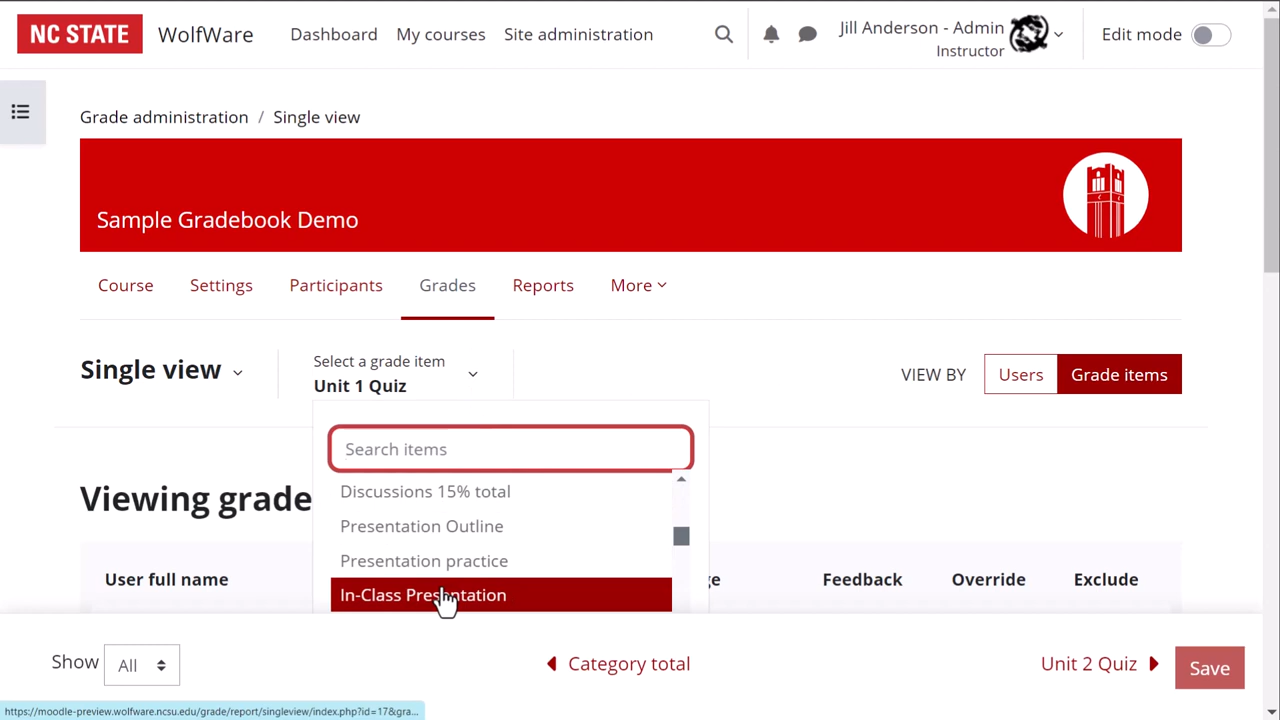 NC STATE WolfWare Dashboard My courses Site administration Jill Anderson - Admin Instructor Edit mode
Grade administration / Single view
Sample Gradebook Demo
Course Settings Participants Grades Reports More
Single view
Select a grade item
Unit 1 Quiz
VIEW BY Users Grade items
Search items
Discussions 15% total
Presentation Outline
Presentation practice
In-Class Presentation
Viewing grade
User full name ge Feedback Override Exclude
Show All Category total Unit 2 Quiz Save
https://moodle-preview.wolfware.ncsu.edu/grade/report/singleview/index.php?id=17&gra...